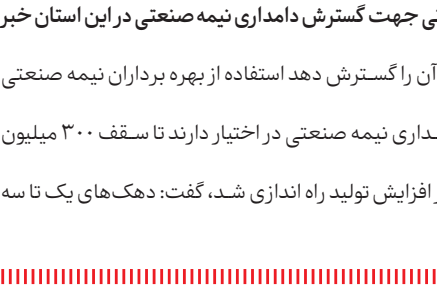 نی جهت گسترش دامداری نیمه صنعتی در این استان خبر
آن را گسترش دهد استفاده از بهره برداران نیمه صنعتی
داری نیمه صنعتی در اختیار دارند تا سقف ۳۰۰ میلیون
افزایش تولید راه اندازی شد، گفت: دهک‌های یک تا سه